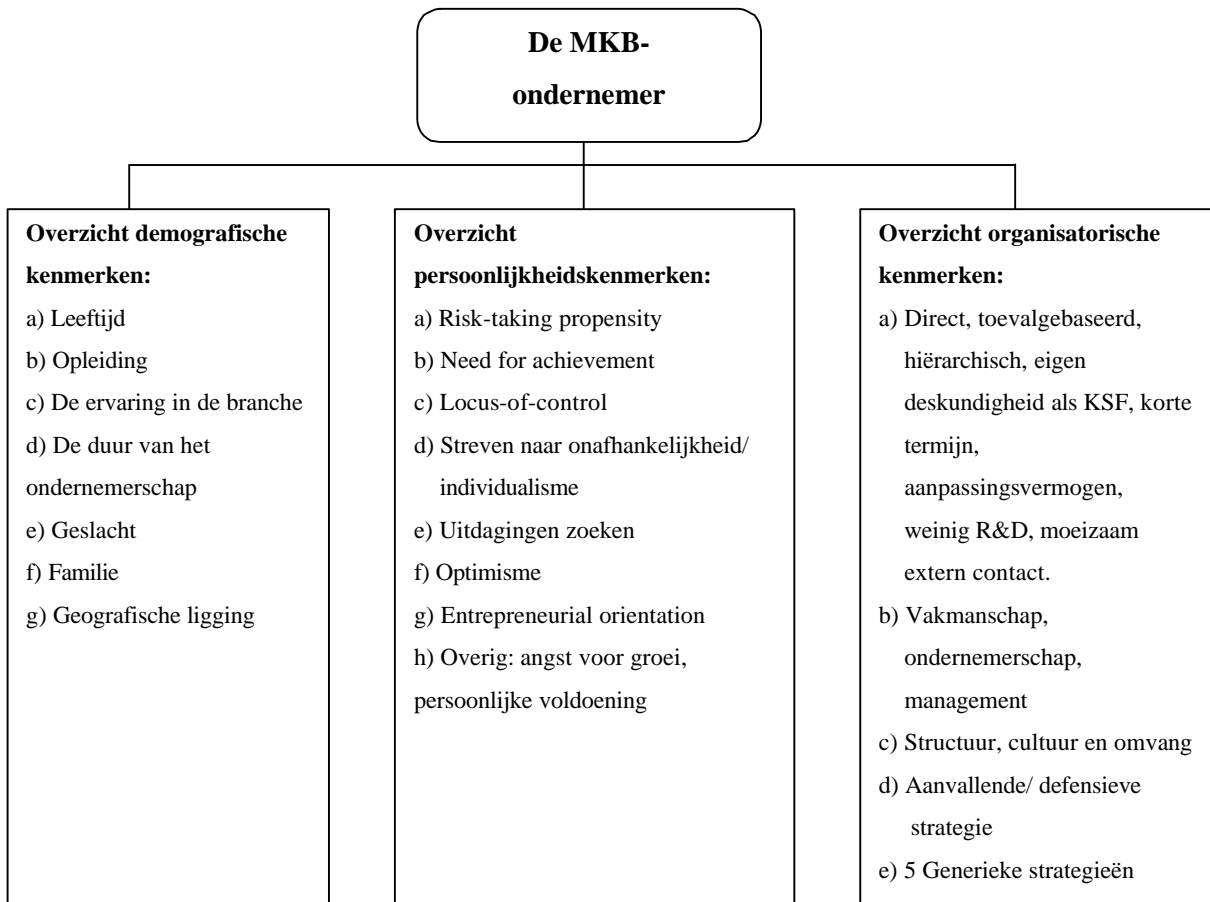 De MKB-
ondernemer
Overzicht demografische
kenmerken:
a) Leeftijd
b) Opleiding
c) De ervaring in de branche
d) De duur van het
ondernemerschap
e) Geslacht
f) Familie
g) Geografische ligging
Overzicht
persoonlijkheidskenmerken:
a) Risk-taking propensity
b) Need for achievement
c) Locus-of-control
d) Streven naar onafhankelijkheid/
individualisme
e) Uitdagingen zoeken
f) Optimisme
g) Entrepreneurial orientation
h) Overig: angst voor groei,
persoonlijke voldoening
Overzicht organisatorische
kenmerken:
a) Direct, toevalgebaseerd,
hiërarchisch, eigen
deskundigheid als KSF, korte
termijn,
aanpassingsvermogen,
weinig R&D, moeizaam
extern contact.
b) Vakmanschap,
ondernemerschap,
management
c) Structuur, cultuur en omvang
d) Aanvallende/ defensieve
strategie
e) 5 Generieke strategieën